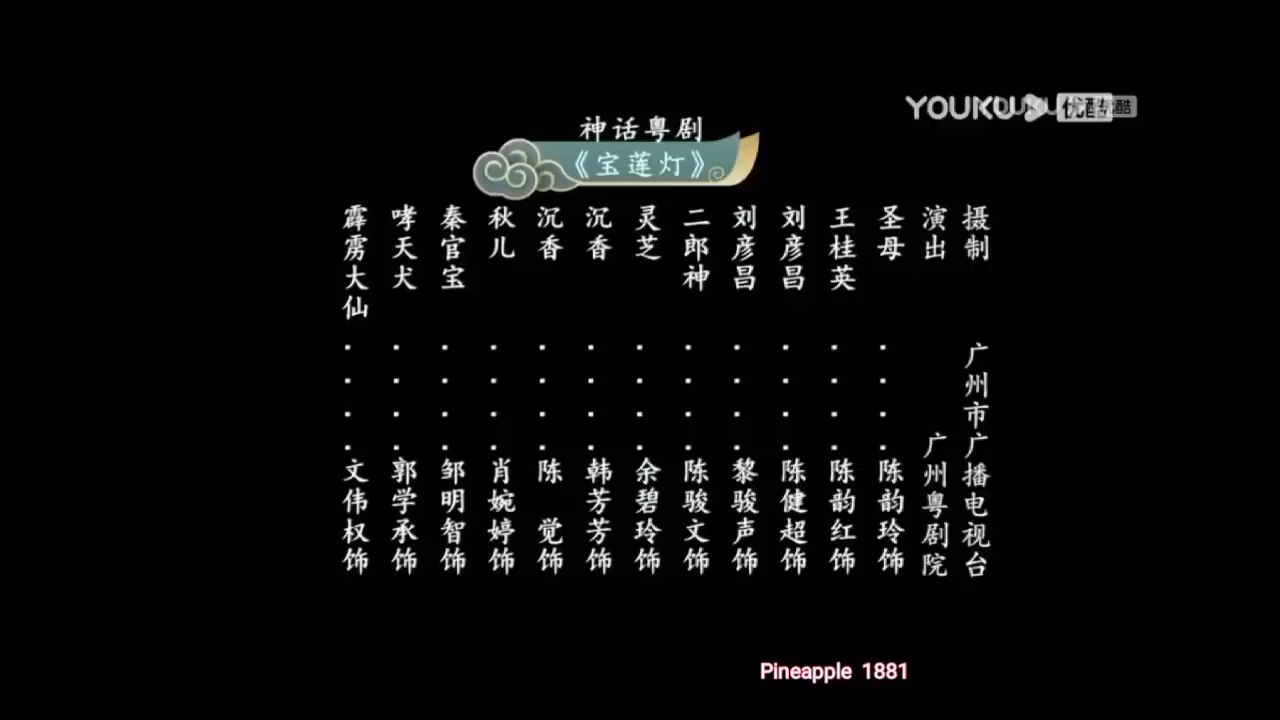 YOUKU 优酷
神话粤剧
《宝莲灯》
摄制 广州市广播电视台
演出 广州粤剧院
圣母 · · · · 陈韵玲饰
王桂英 · · · · 陈韵红饰
刘彦昌 · · · · 陈健超饰
刘彦昌 · · · · 黎骏声饰
二郎神 · · · · 陈骏文饰
灵芝 · · · · 余碧玲饰
沉香 · · · · 韩芳芳饰
沉香 · · · · 陈 觉饰
秋儿 · · · · 肖婉婷饰
秦官宝 · · · · 邹明智饰
哮天犬 · · · · 郭学承饰
霹雳大仙 · · · · 文伟权饰
Pineapple 1881